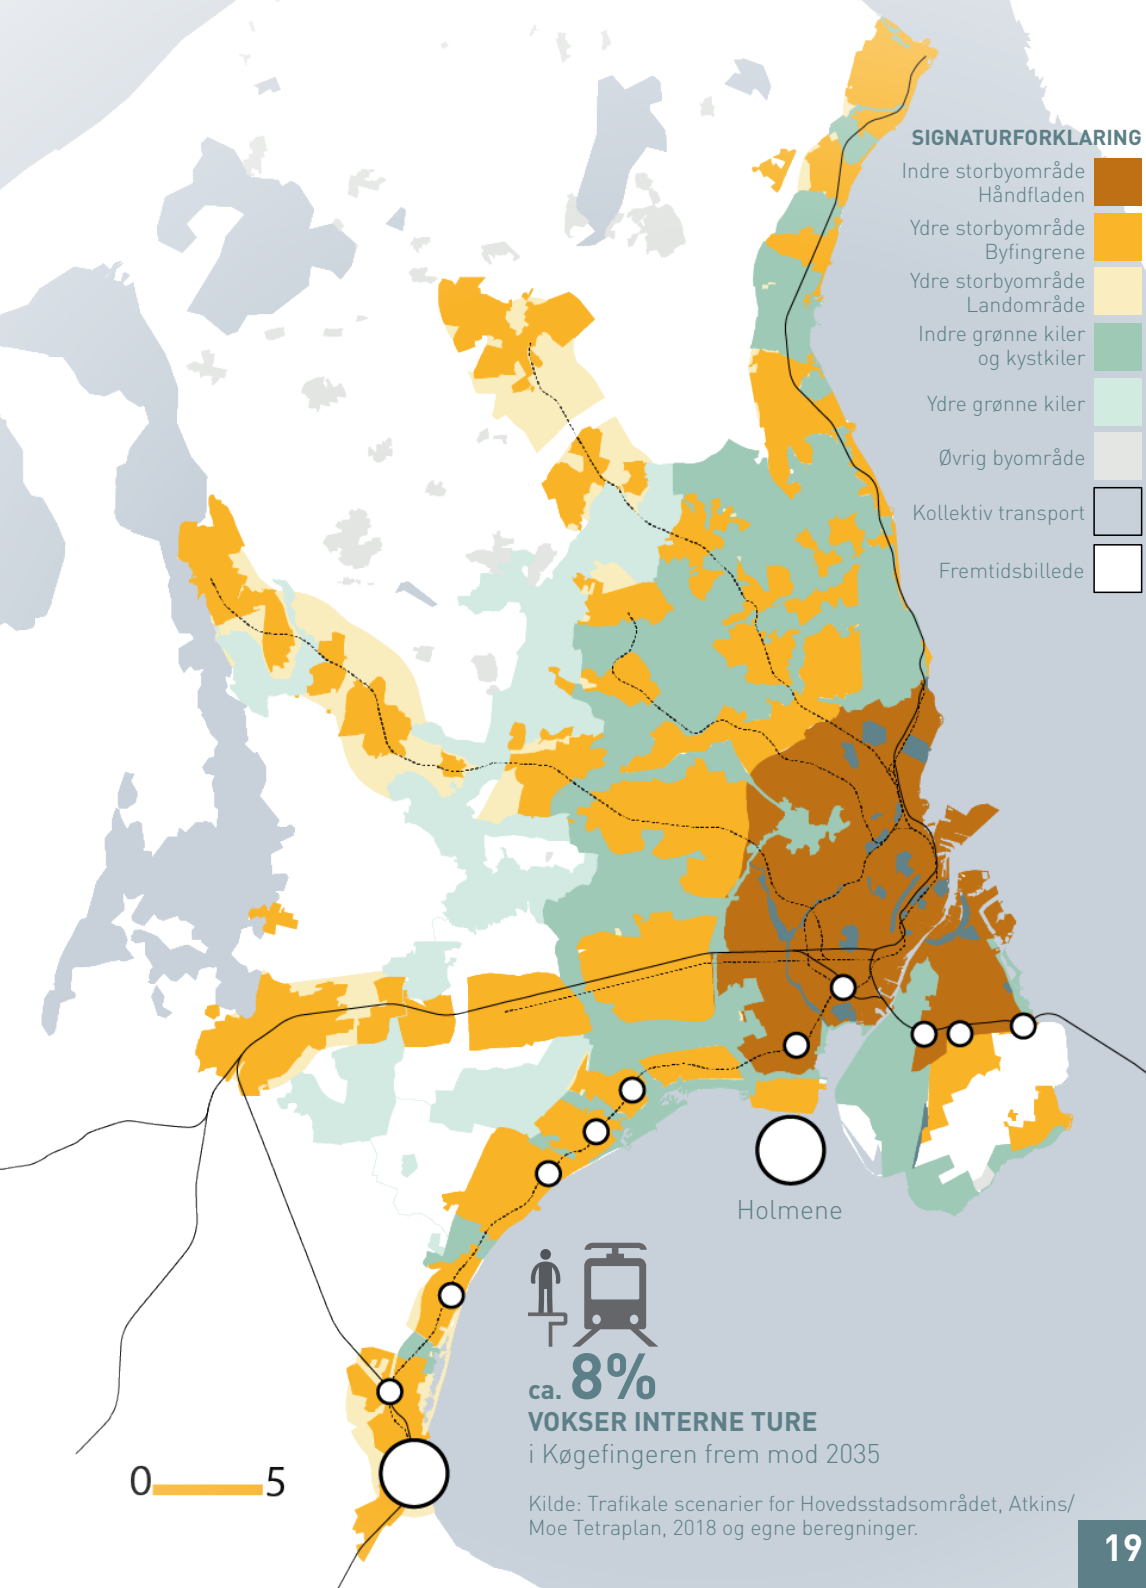 SIGNATURFORKLARING
Indre storbyområde
Håndfladen
Ydre storbyområde
Byfingrene
Ydre storbyområde
Landområde
Indre grønne kiler
og kystkiler
Ydre grønne kiler
Øvrig byområde
Kollektiv transport
Fremtidsbillede
Holmene
ca. 8%
VOKSER INTERNE TURE
i Køgefingeren frem mod 2035
0 5
Kilde: Trafikale scenarier for Hovedsstadsområdet, Atkins/
Moe Tetraplan, 2018 og egne beregninger.
19